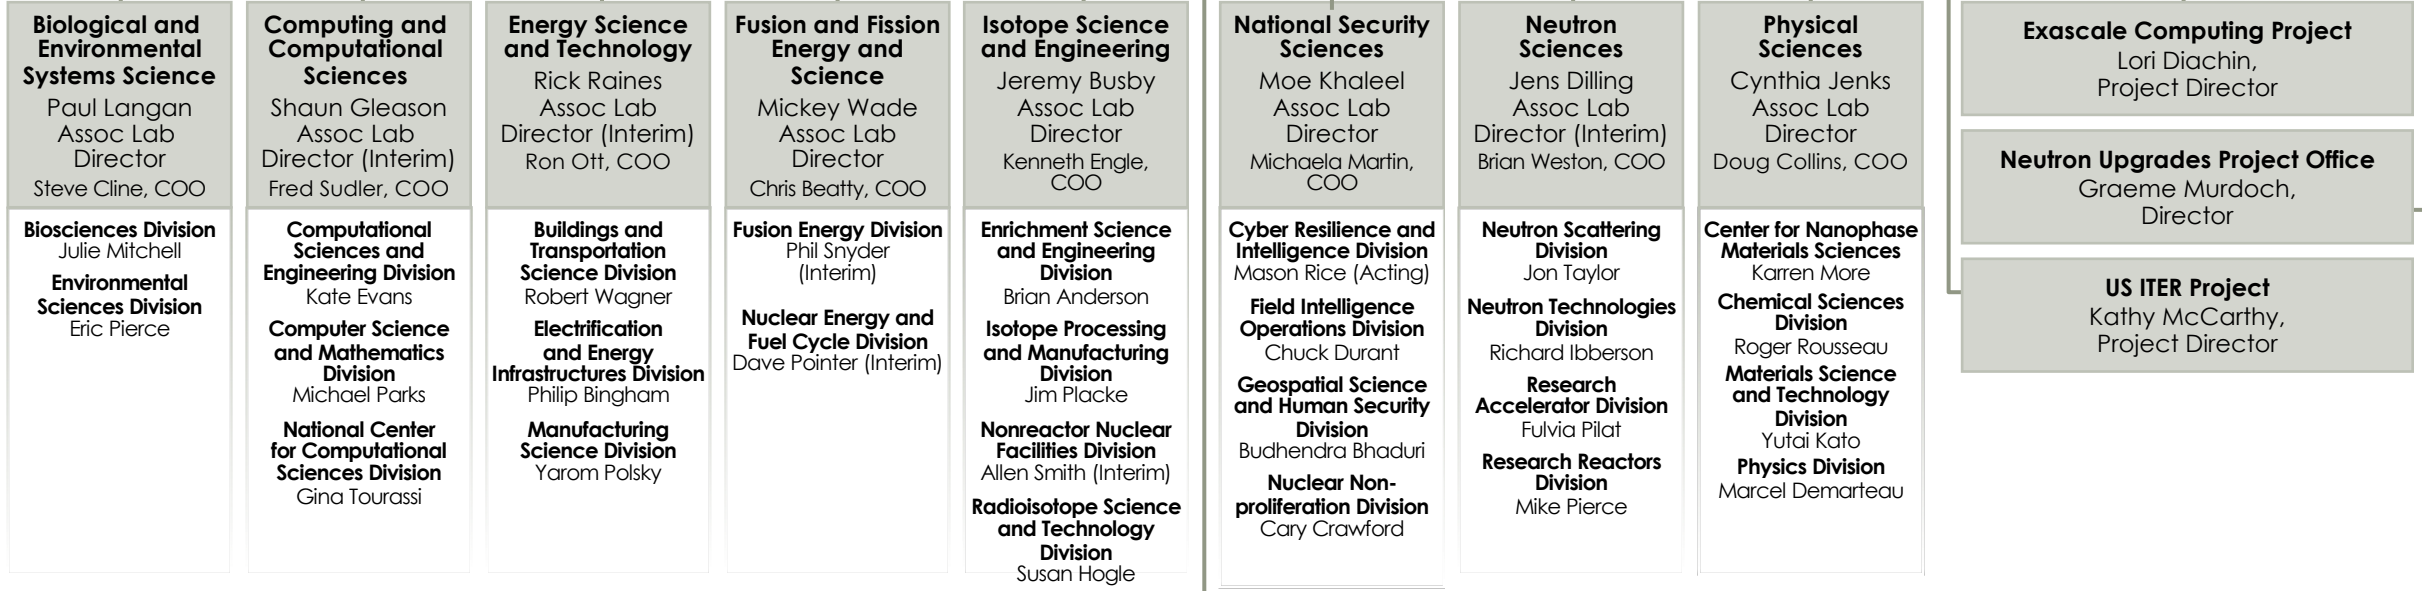 Biological and
Environmental
Systems Science
Paul Langan
Assoc Lab
Director
Steve Cline, COO
Biosciences Division
Julie Mitchell
Environmental
Sciences Division
Eric Pierce
Computing and
Computational
Sciences
Shaun Gleason
Assoc Lab
Director (Interim)
Fred Sudler, COO
Computational
Sciences and
Engineering Division
Kate Evans
Computer Science
and Mathematics
Division
Michael Parks
National Center
for Computational
Sciences Division
Gina Tourassi
Energy Science
and Technology
Rick Raines
Assoc Lab
Director (Interim)
Ron Ott, COO
Buildings and
Transportation
Science Division
Robert Wagner
Electrification
and Energy
Infrastructures Division
Philip Bingham
Manufacturing
Science Division
Yarom Polsky
Fusion and Fission
Energy and
Science
Mickey Wade
Assoc Lab
Director
Chris Beatty, COO
Fusion Energy Division
Phil Snyder
(Interim)
Nuclear Energy and
Fuel Cycle Division
Dave Pointer (Interim)
Isotope Science
and Engineering
Jeremy Busby
Assoc Lab
Director
Kenneth Engle,
COO
Enrichment Science
and Engineering
Division
Brian Anderson
Isotope Processing
and Manufacturing
Division
Jim Placke
Nonreactor Nuclear
Facilities Division
Allen Smith (Interim)
Radioisotope Science
and Technology
Division
Susan Hogle
National Security
Sciences
Moe Khaleel
Assoc Lab
Director
Michaela Martin,
COO
Cyber Resilience and
Intelligence Division
Mason Rice (Acting)
Field Intelligence
Operations Division
Chuck Durant
Geospatial Science
and Human Security
Division
Budhendra Bhaduri
Nuclear Non-
proliferation Division
Cary Crawford
Neutron
Sciences
Jens Dilling
Assoc Lab
Director (Interim)
Brian Weston, COO
Neutron Scattering
Division
Jon Taylor
Neutron Technologies
Division
Richard Ibberson
Research
Accelerator Division
Fulvia Pilat
Research Reactors
Division
Mike Pierce
Physical
Sciences
Cynthia Jenks
Assoc Lab
Director
Doug Collins, COO
Center for Nanophase
Materials Sciences
Karren More
Chemical Sciences
Division
Roger Rousseau
Materials Science
and Technology
Division
Yutai Kato
Physics Division
Marcel Demarteau
Exascale Computing Project
Lori Diachin,
Project Director
Neutron Upgrades Project Office
Graeme Murdoch,
Director
US ITER Project
Kathy McCarthy,
Project Director